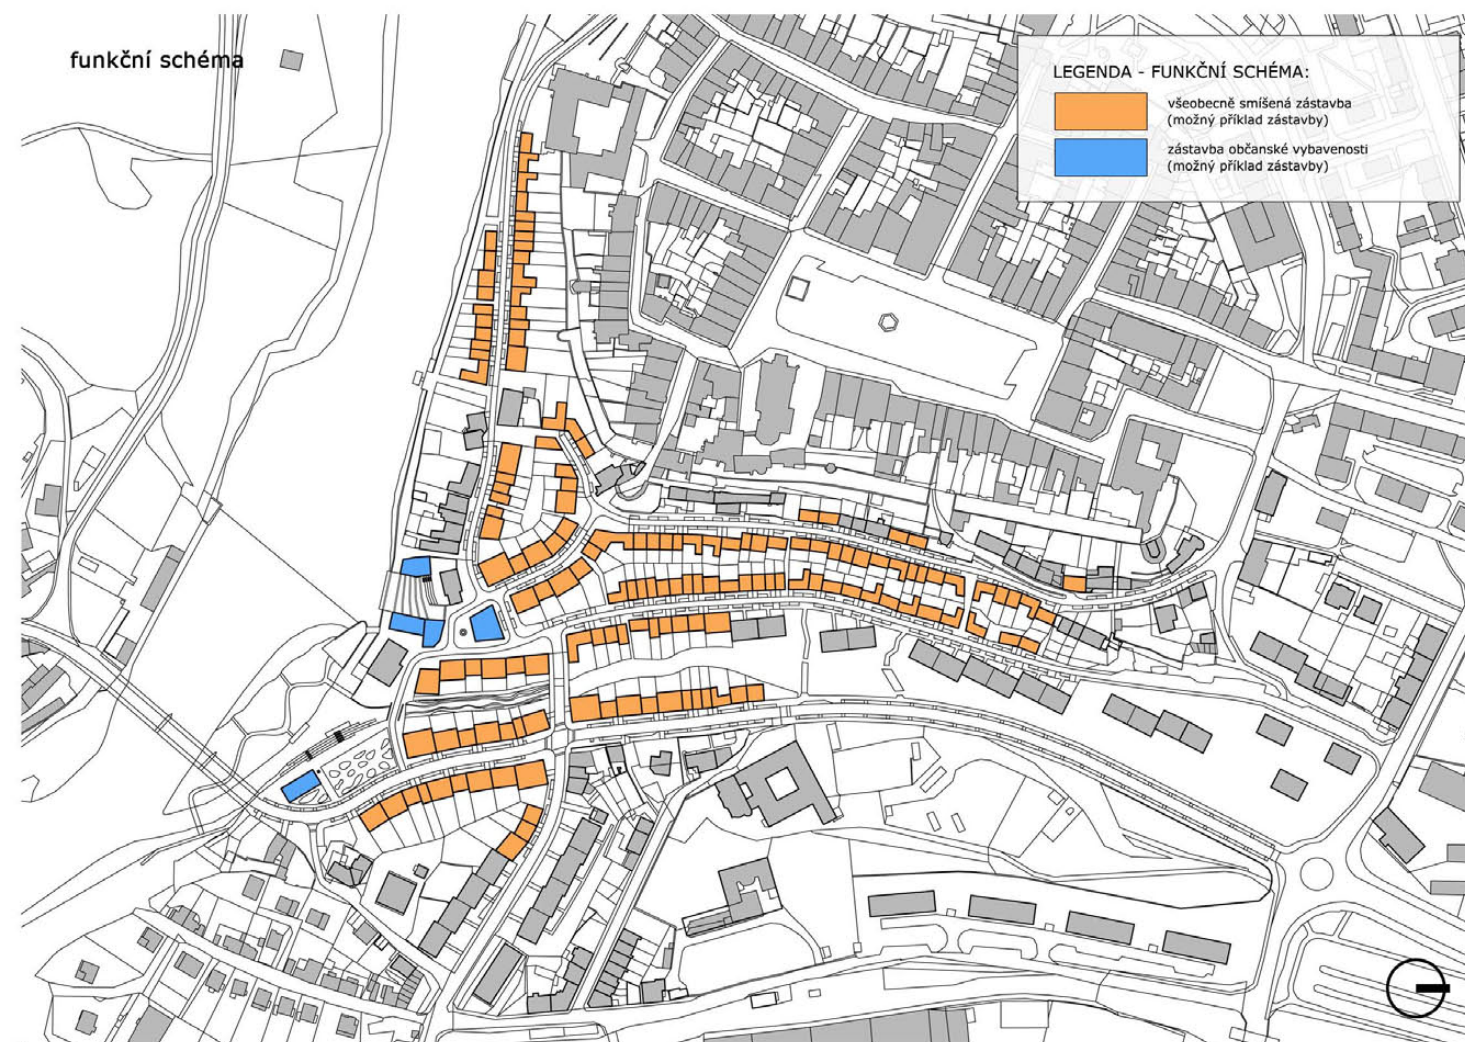 funkční schéma
LEGENDA - FUNKČNÍ SCHÉMA:
všeobecně smíšená zástavba
(možný příklad zástavby)
zástavba občanské vybavenosti
(možný příklad zástavby)